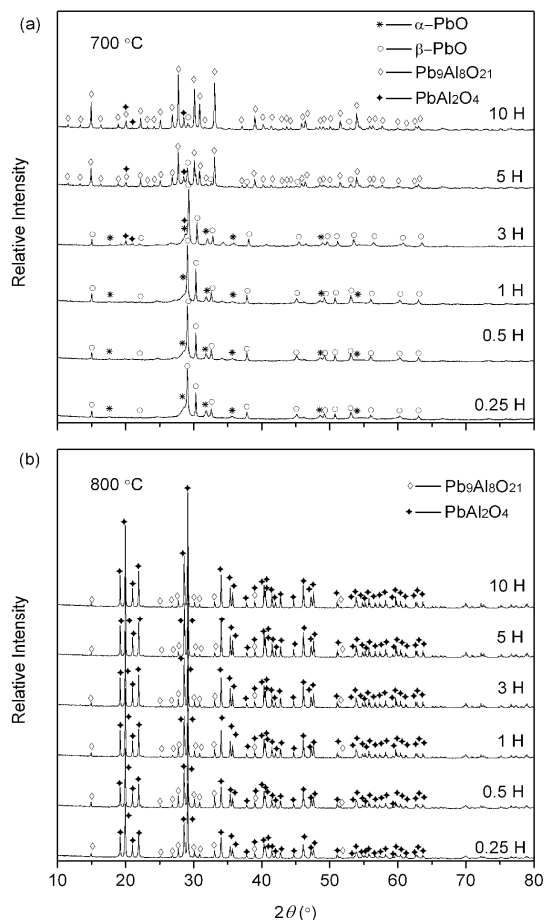 (a)
700 °C
α–PbO
β–PbO
Pb9Al8O21
PbAl2O4
10 H
5 H
3 H
1 H
0.5 H
0.25 H
Relative Intensity
(b)
800 °C
Pb9Al8O21
PbAl2O4
10 H
5 H
3 H
1 H
0.5 H
0.25 H
Relative Intensity
10 20 30 40 50 60 70 80
2θ (°)